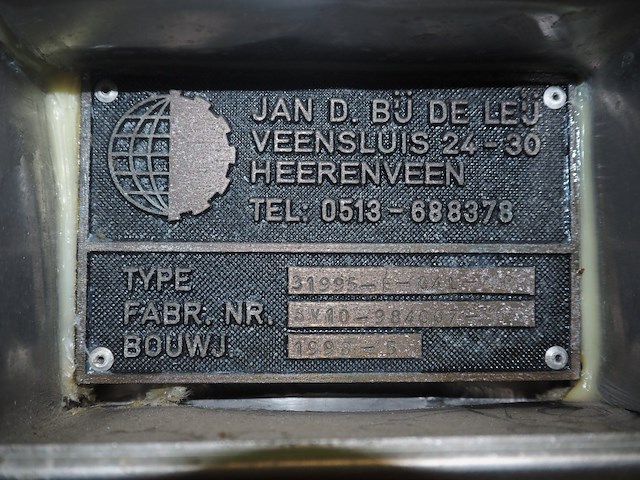 JAN D. BIJ DE LEIJ
VEENSLUIS 24-30
HEERENVEEN
TEL: 0513-688378
TYPE
FABR. NR.
BOUWJ.